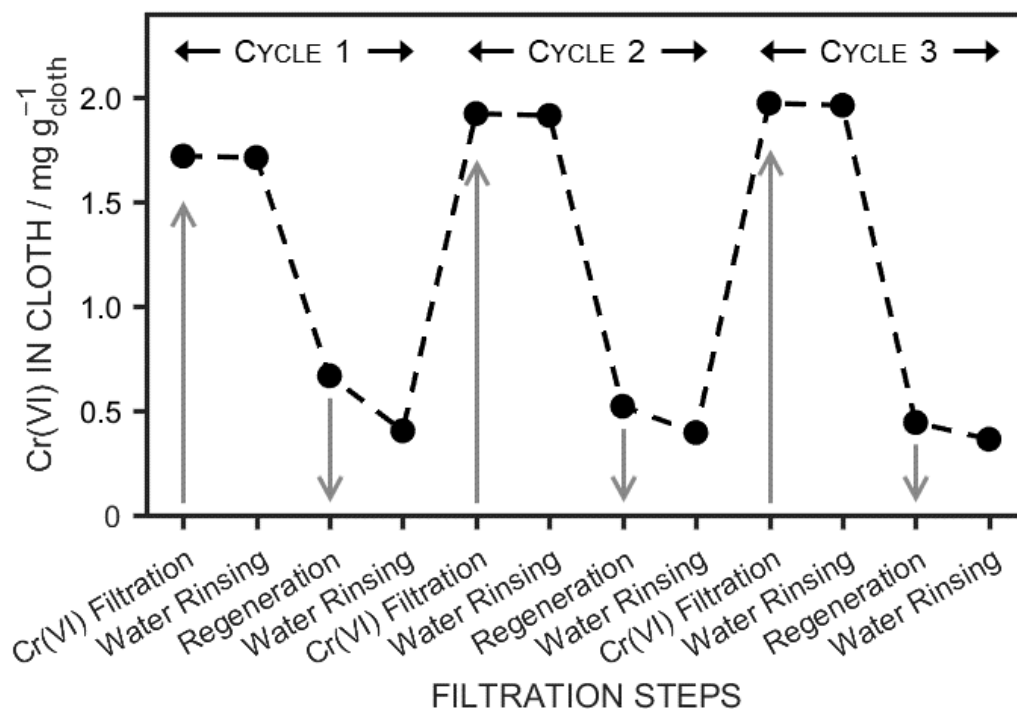 CYCLE 1 CYCLE 2 CYCLE 3
Cr(VI) IN CLOTH / mg g⁻¹cloth
2.0
1.5
1.0
0.5
0
Cr(VI) Filtration
Water Rinsing
Regeneration
Water Rinsing
Cr(VI) Filtration
Water Rinsing
Regeneration
Water Rinsing
Cr(VI) Filtration
Water Rinsing
Regeneration
Water Rinsing
FILTRATION STEPS